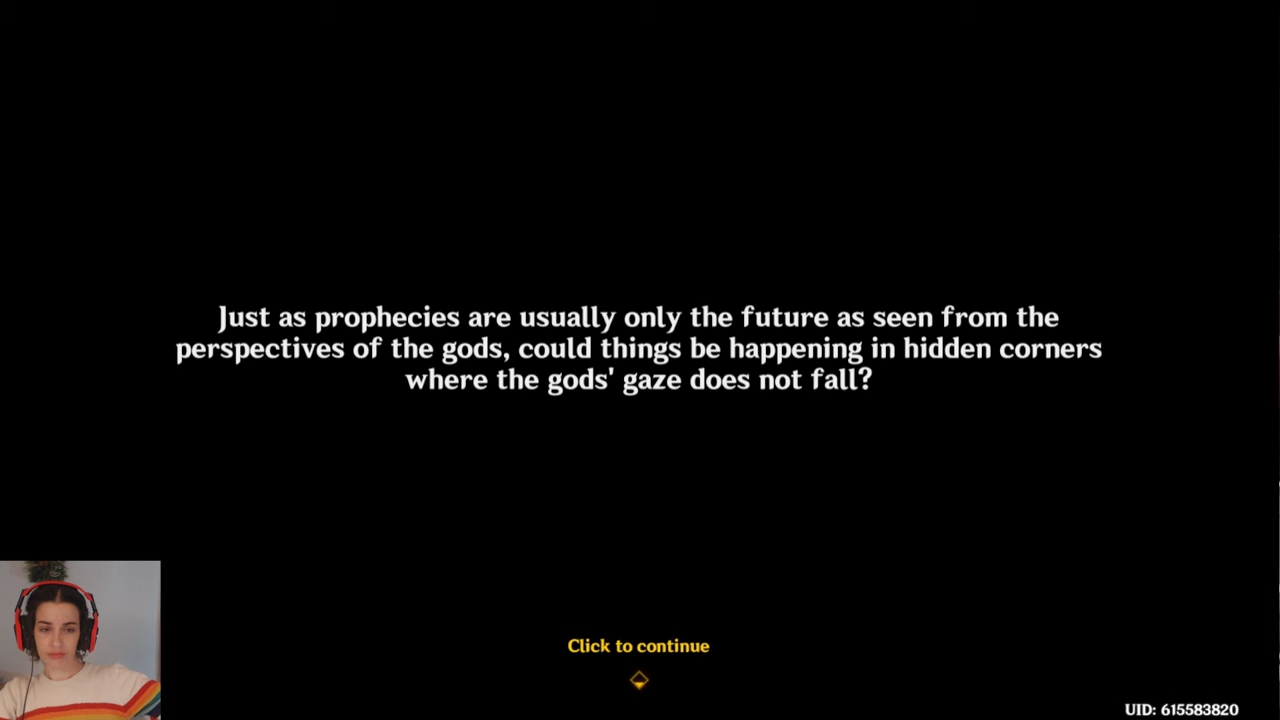 Just as prophecies are usually only the future as seen from the
perspectives of the gods, could things be happening in hidden corners
where the gods' gaze does not fall?
Click to continue
UID: 615583820